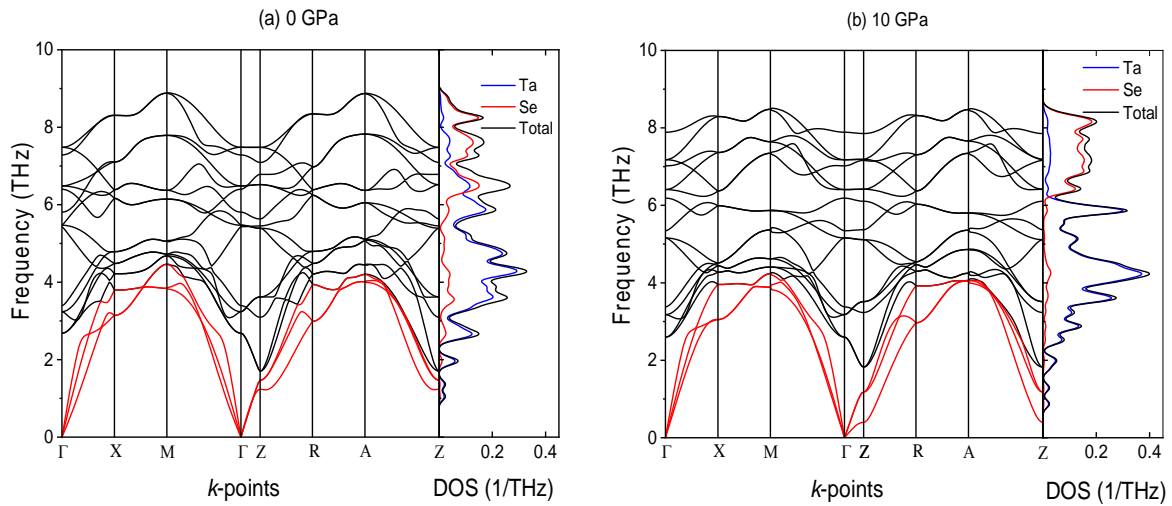 (a) 0 GPa
Frequency (THz)
10
8
6
4
2
0
Ta
Se
Total
Γ X M Γ Z R A Z
0.2 0.4
k-points
DOS (1/THz)
(b) 10 GPa
Frequency (THz)
10
8
6
4
2
0
Ta
Se
Total
Γ X M Γ Z R A Z
0.2 0.4
k-points
DOS (1/THz)